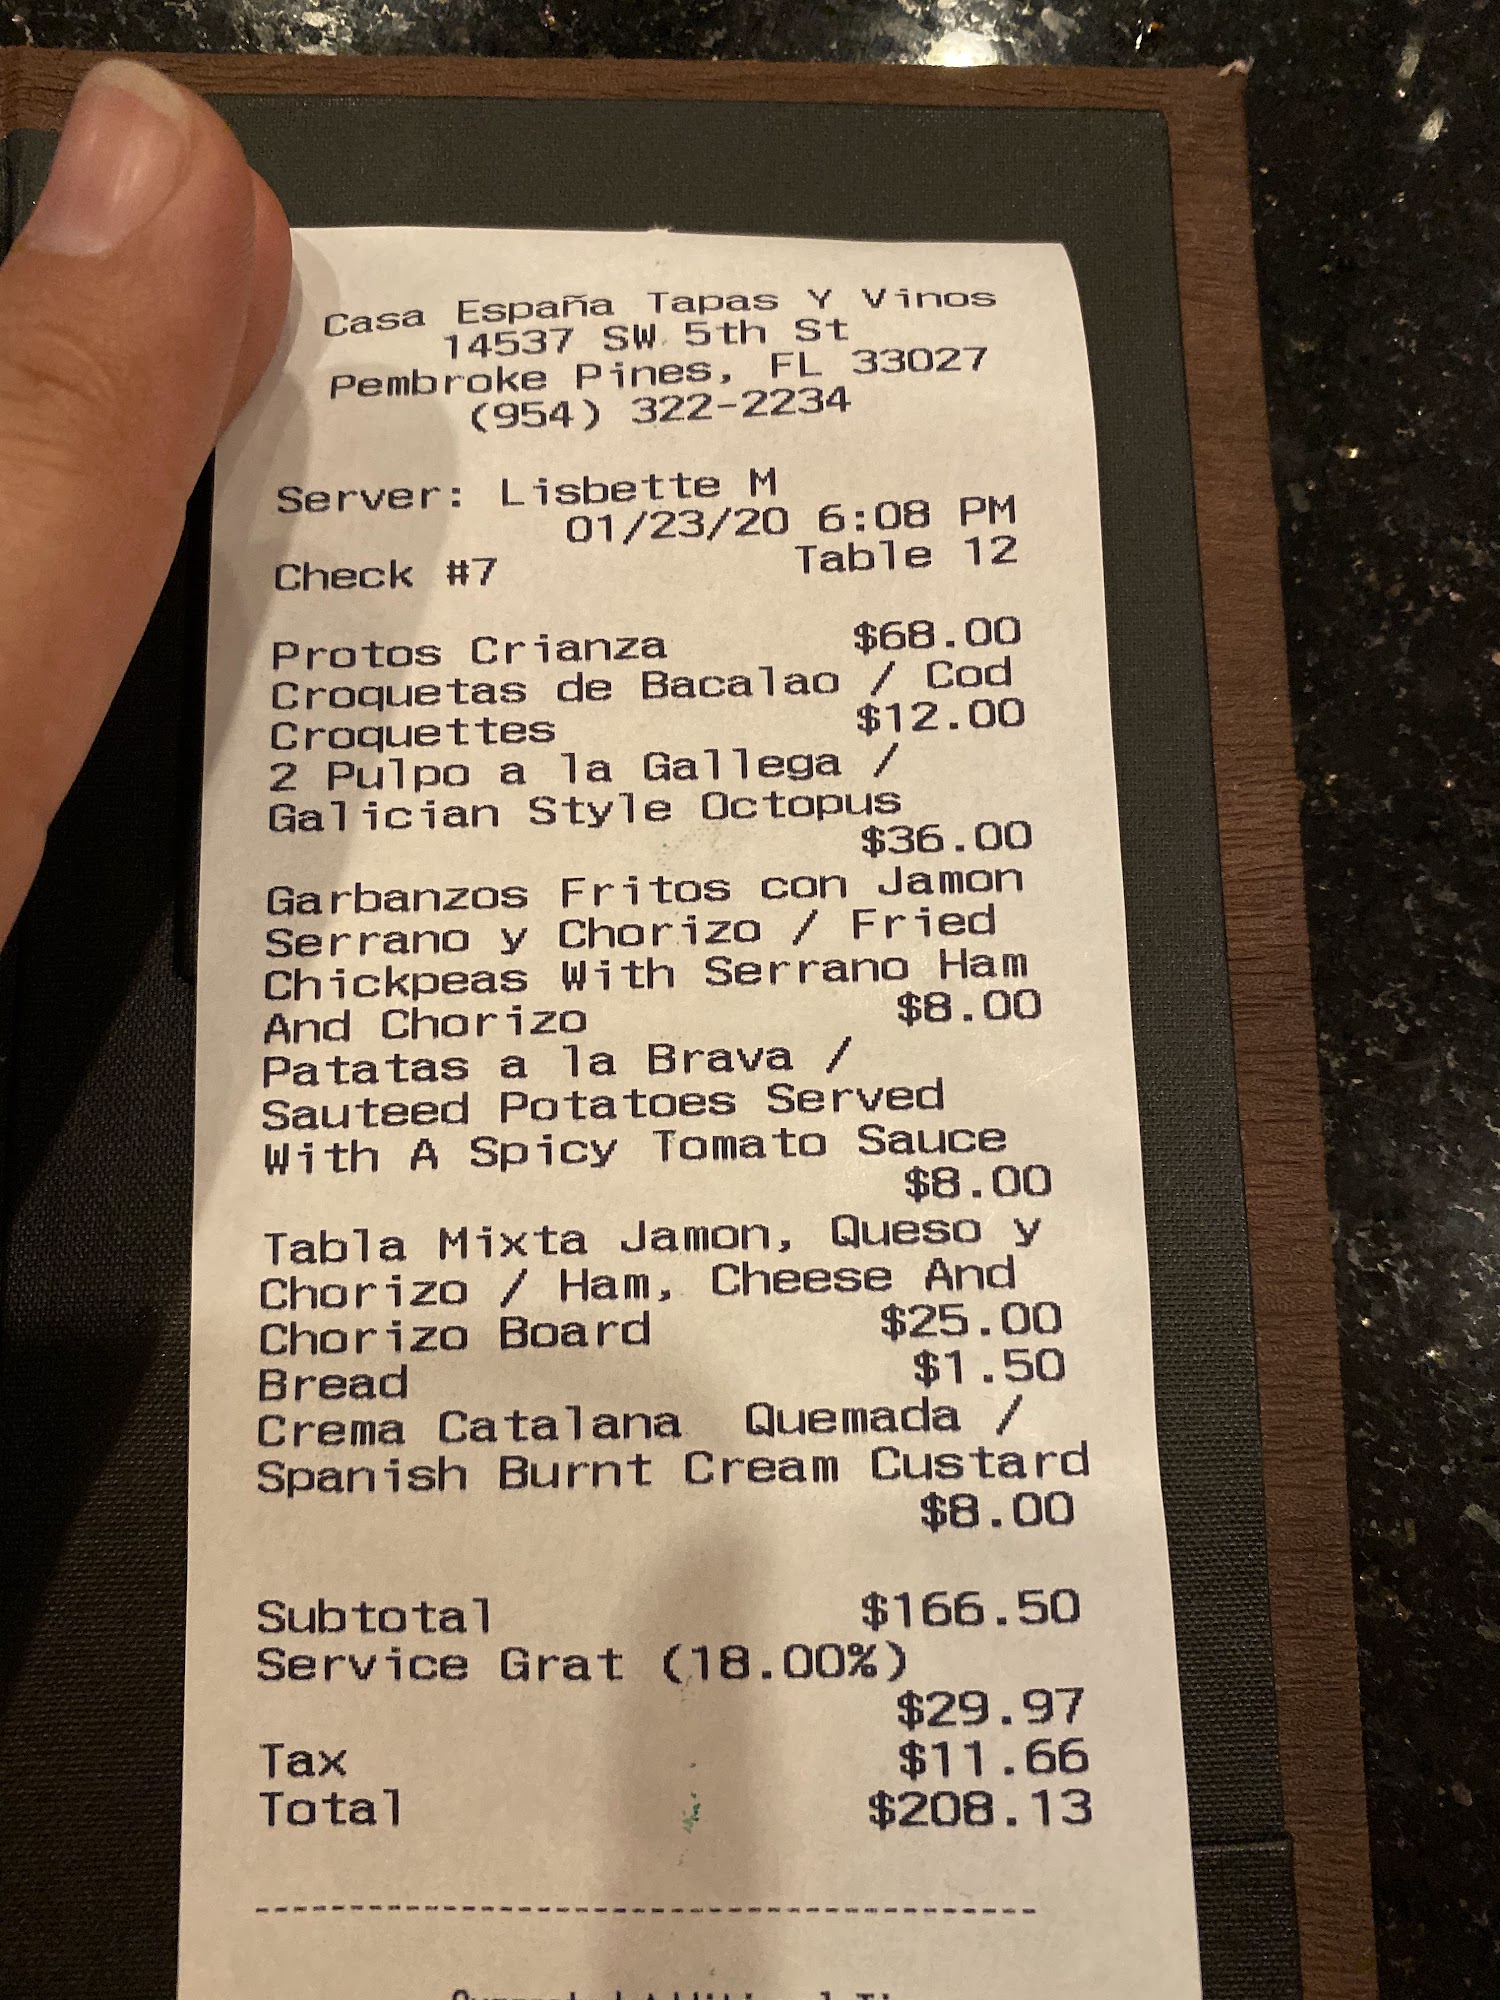 Casa España Tapas Y Vinos
14537 SW 5th St
Pembroke Pines, FL 33027
(954) 322-2234
Server: Lisbette M
01/23/20 6:08 PM
Check #7 Table 12
Protos Crianza $68.00
Croquetas de Bacalao / Cod
Croquettes $12.00
2 Pulpo a la Gallega /
Galician Style Octopus
$36.00
Garbanzos Fritos con Jamon
Serrano y Chorizo / Fried
Chickpeas With Serrano Ham
And Chorizo $8.00
Patatas a la Brava /
Sauteed Potatoes Served
With A Spicy Tomato Sauce
$8.00
Tabla Mixta Jamon, Queso y
Chorizo / Ham, Cheese And
Chorizo Board $25.00
Bread $1.50
Crema Catalana Quemada /
Spanish Burnt Cream Custard
$8.00
Subtotal $166.50
Service Grat (18.00%)
$29.97
Tax $11.66
Total $208.13